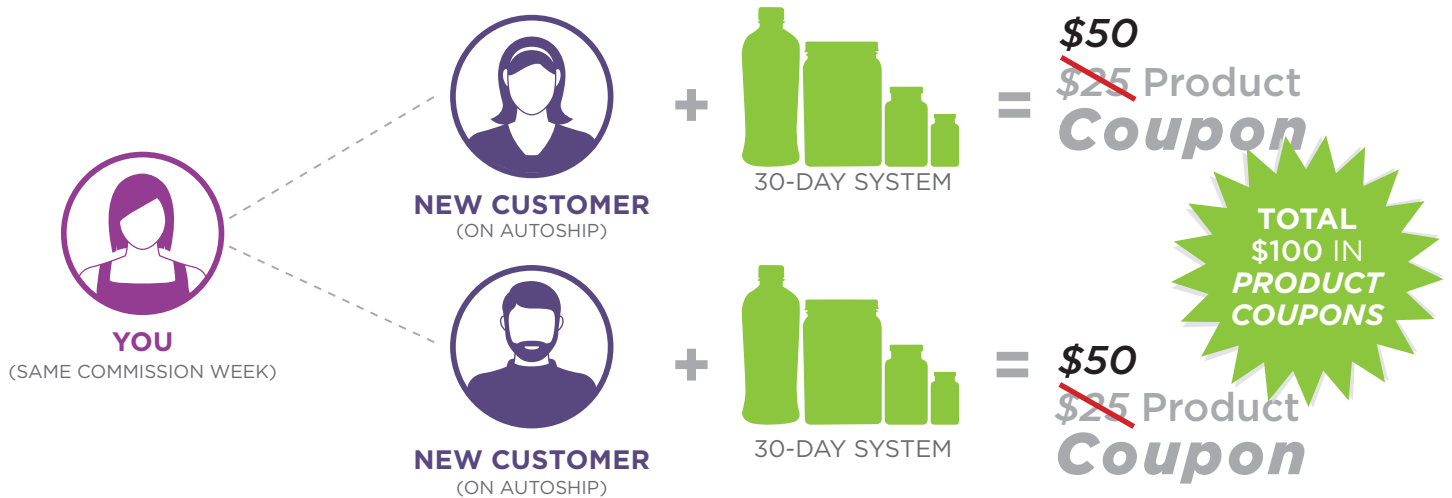 YOU
(SAME COMMISSION WEEK)
NEW CUSTOMER
(ON AUTOSHIP)
+
30-DAY SYSTEM
=
$50
$25 Product
Coupon
NEW CUSTOMER
(ON AUTOSHIP)
+
30-DAY SYSTEM
=
$50
$25 Product
Coupon
TOTAL
$100 IN
PRODUCT
COUPONS